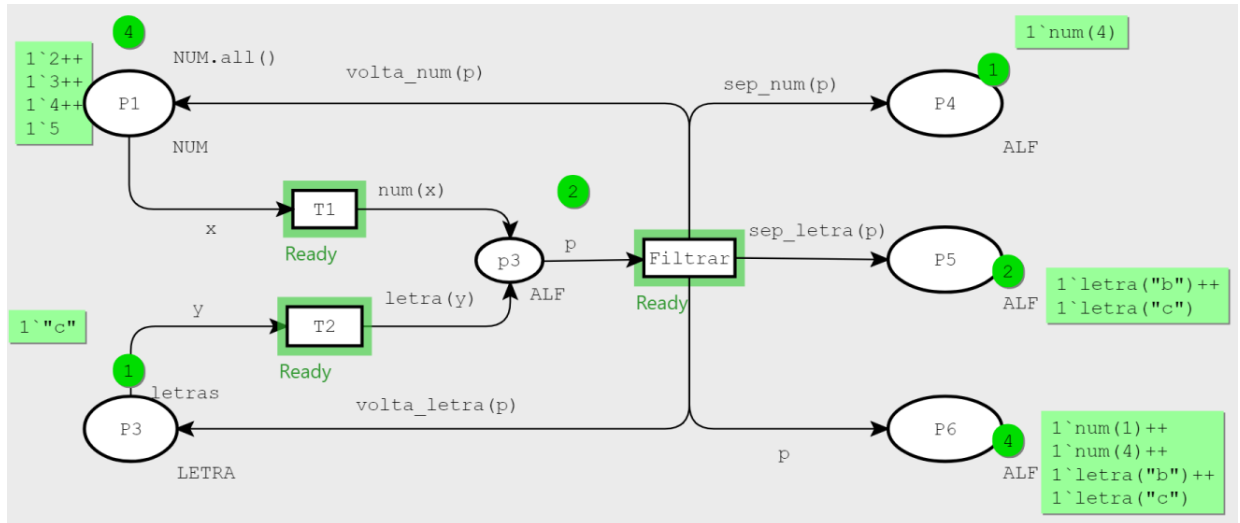 4
1`num(4)
1`2++
1`3++
1`4++
1`5
NUM.all()
volta_num(p)
sep_num(p)
1
P1
P4
NUM
ALF
num(x)
2
T1
x
Ready
sep_letra(p)
p
p3
Filtrar
P5
ALF
letra(y)
Ready
2
ALF
1`letra("b")++
1`letra("c")
y
1`"c"
T2
Ready
1
letras
volta_letra(p)
P3
P6
p
4
LETRA
ALF
1`num(1)++
1`num(4)++
1`letra("b")++
1`letra("c")